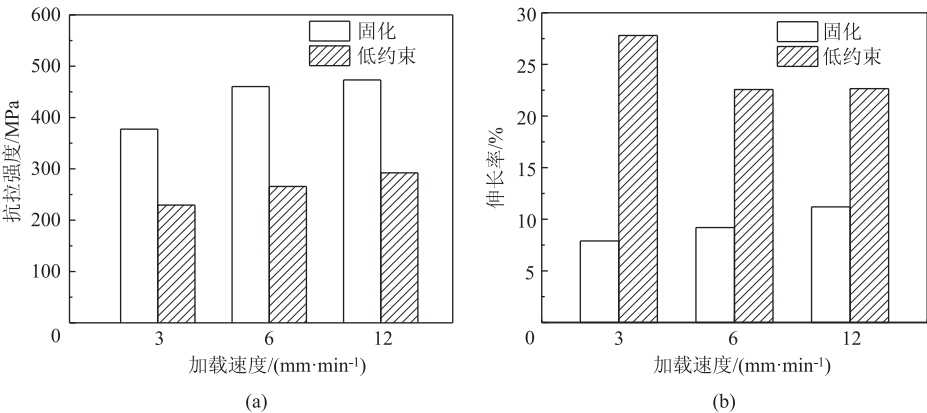 600
500
400
300
200
100
0
抗拉强度/MPa
固化
低约束
3
6
12
加载速度/(mm·min-1)
(a)
30
25
20
15
10
5
0
伸长率/%
固化
低约束
3
6
12
加载速度/(mm·min-1)
(b)